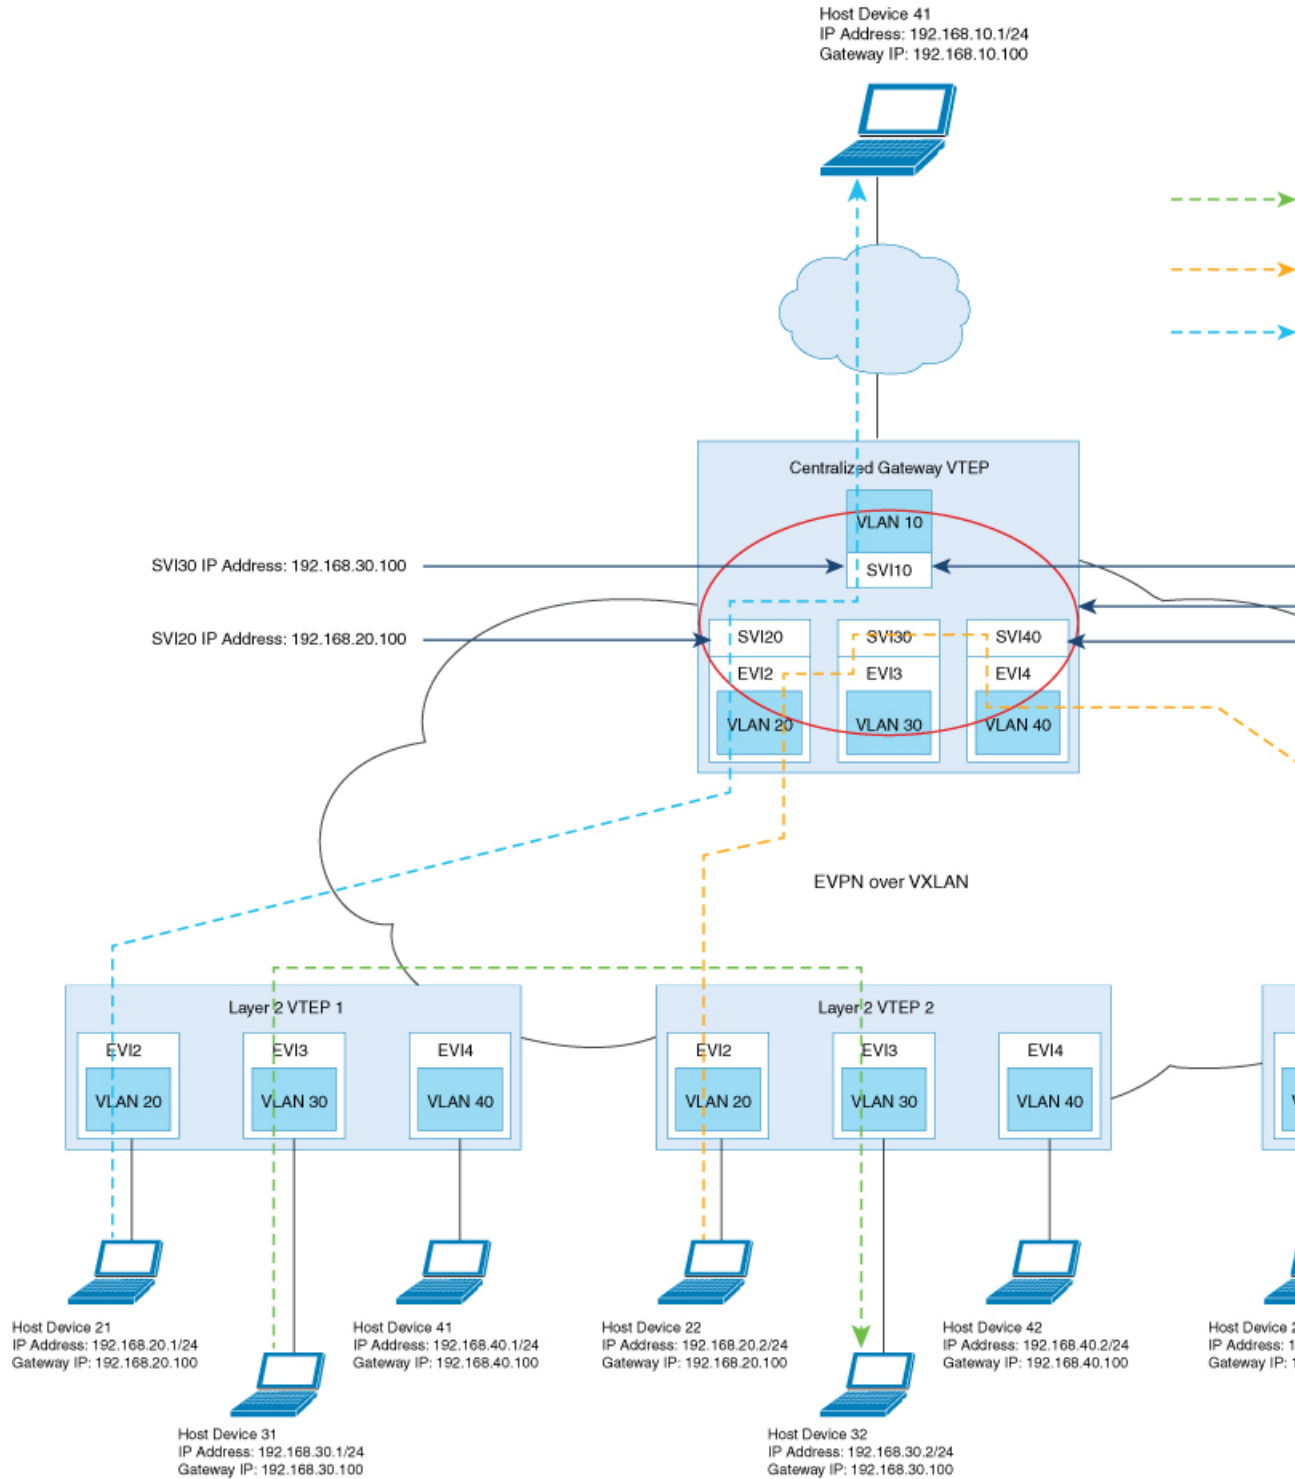 Host Device 41
IP Address: 192.168.10.1/24
Gateway IP: 192.168.10.100
Centralized Gateway VTEP
VLAN 10
SVI10
SVI30 IP Address: 192.168.30.100
SVI20 IP Address: 192.168.20.100
SVI20
SVI30
SVI40
EVI2
EVI3
EVI4
VLAN 20
VLAN 30
VLAN 40
EVPN over VXLAN
Layer 2 VTEP 1
EVI2
EVI3
EVI4
VLAN 20
VLAN 30
VLAN 40
Layer 2 VTEP 2
EVI2
EVI3
EVI4
VLAN 20
VLAN 30
VLAN 40
Host Device 21
IP Address: 192.168.20.1/24
Gateway IP: 192.168.20.100
Host Device 41
IP Address: 192.168.40.1/24
Gateway IP: 192.168.40.100
Host Device 22
IP Address: 192.168.20.2/24
Gateway IP: 192.168.20.100
Host Device 42
IP Address: 192.168.40.2/24
Gateway IP: 192.168.40.100
Host Device
IP Address:
Gateway IP:
Host Device 31
IP Address: 192.168.30.1/24
Gateway IP: 192.168.30.100
Host Device 32
IP Address: 192.168.30.2/24
Gateway IP: 192.168.30.100